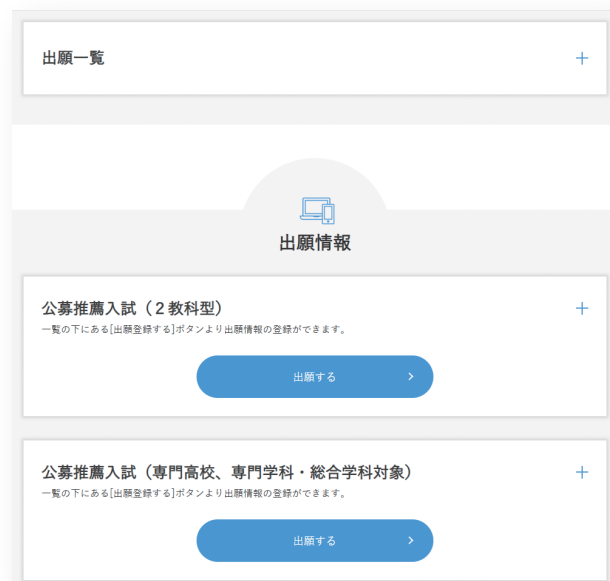 出願一覧
出願情報
公募推薦入試（２教科型）
一覧の下にある[出願登録する]ボタンより出願情報の登録ができます。
出願する
公募推薦入試（専門高校、専門学科・総合学科対象）
一覧の下にある[出願登録する]ボタンより出願情報の登録ができます。
出願する